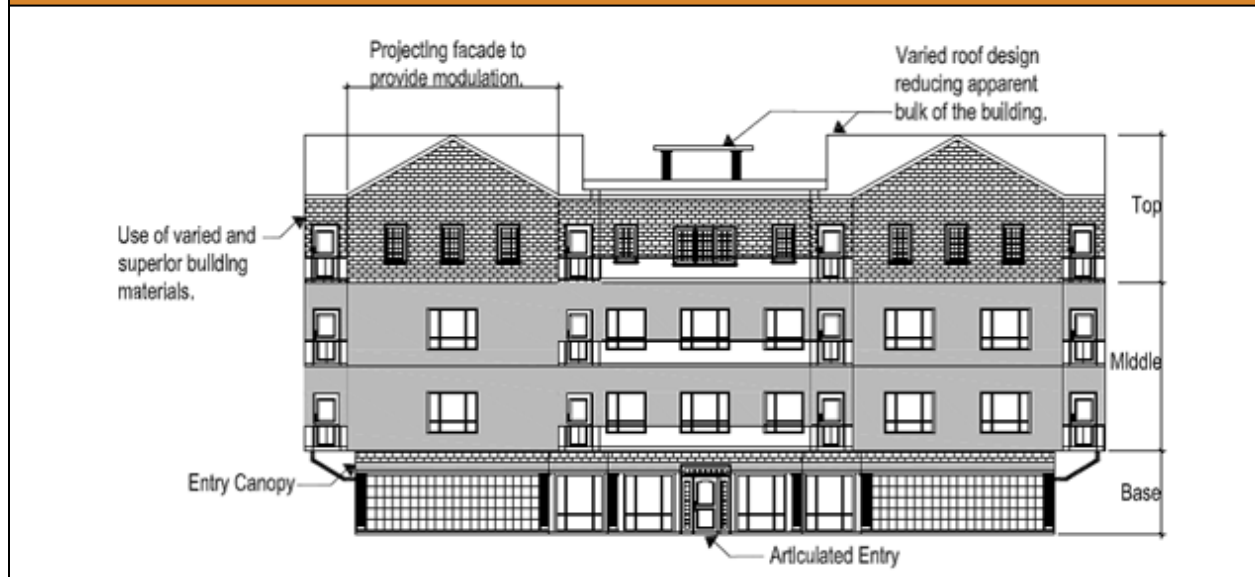 Projecting facade to
provide modulation.
Varied roof design
reducing apparent
bulk of the building.
Top
Use of varied and
superior building
materials.
Middle
Entry Canopy
Base
Articulated Entry